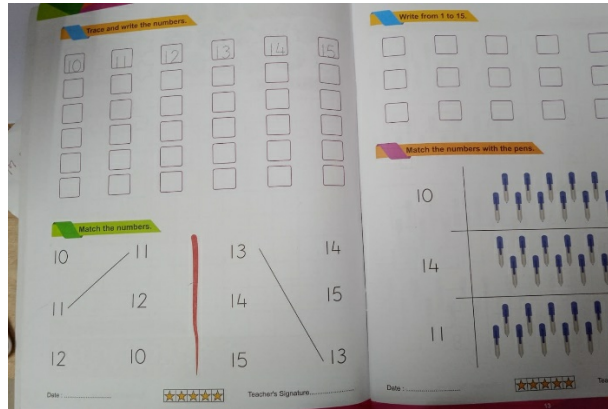 Trace and write the numbers.
10 11 12 13 14 15
Match the numbers.
10 11 13 14
11 12 14 15
12 10 15 13
Date :
Teacher's Signature
Write from 1 to 15.
Match the numbers with the pens.
10
14
11
Date :